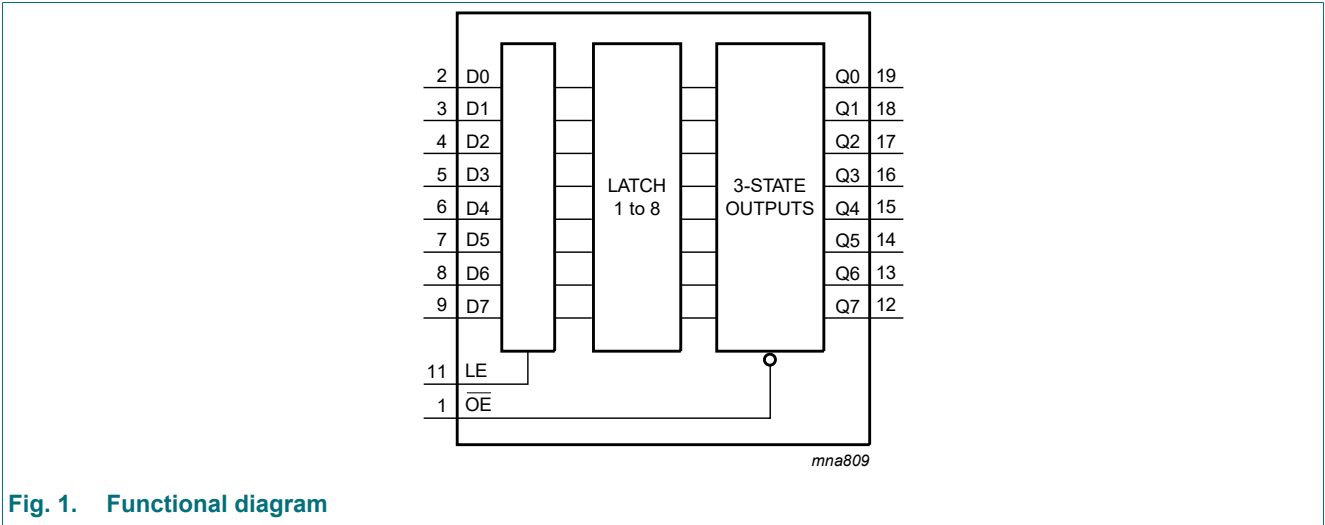 2 D0 Q0 19
3 D1 Q1 18
4 D2 Q2 17
5 D3 Q3 16
LATCH 3-STATE
1 to 8 OUTPUTS
6 D4 Q4 15
7 D5 Q5 14
8 D6 Q6 13
9 D7 Q7 12
11 LE
1 O̅E̅
mna809
Fig. 1. Functional diagram